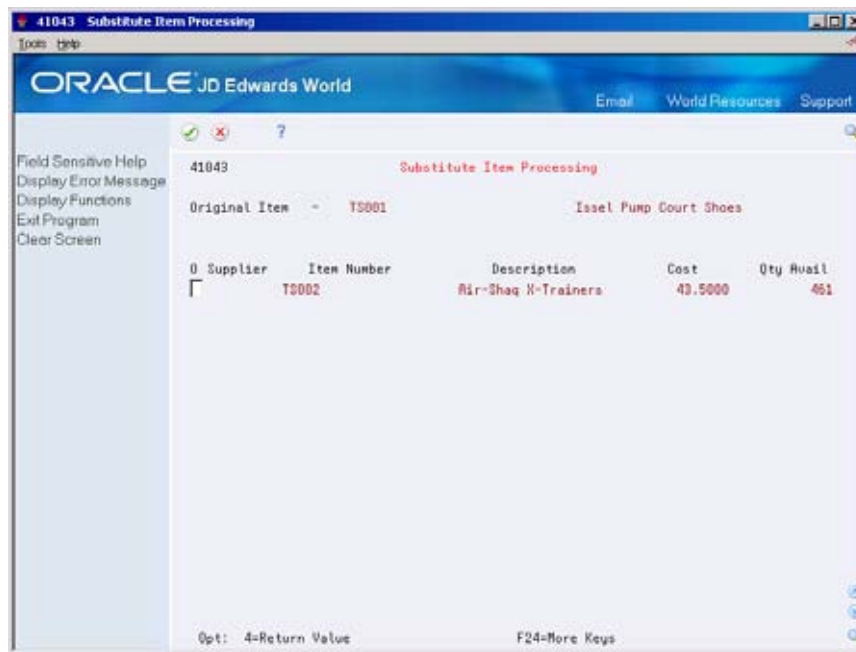 41043 Substitute Item Processing
Tools Help
ORACLE JD Edwards World
Email World Resources Support
?
Field Sensitive Help
Display Error Message
Display Functions
Exit Program
Clear Screen
41043 Substitute Item Processing
Original Item - TS001 Issel Pump Court Shoes
O Supplier Item Number Description Cost Qty Avail
TS002 Air-Shaq X-Trainers 43.5000 461
Opt: 4=Return Value F24=More Keys